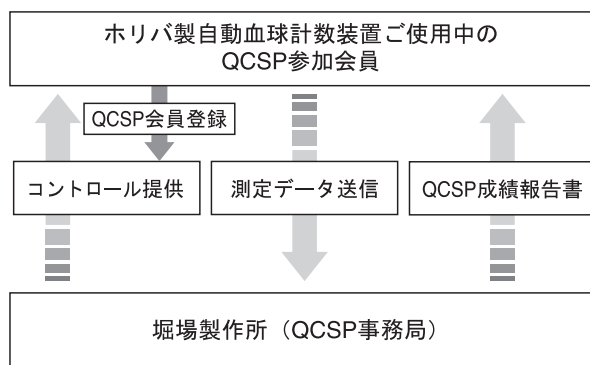 ホリバ製自動血球計数装置ご使用中の
QCSP参加会員
QCSP会員登録
コントロール提供
測定データ送信
QCSP成績報告書
堀場製作所（QCSP事務局）